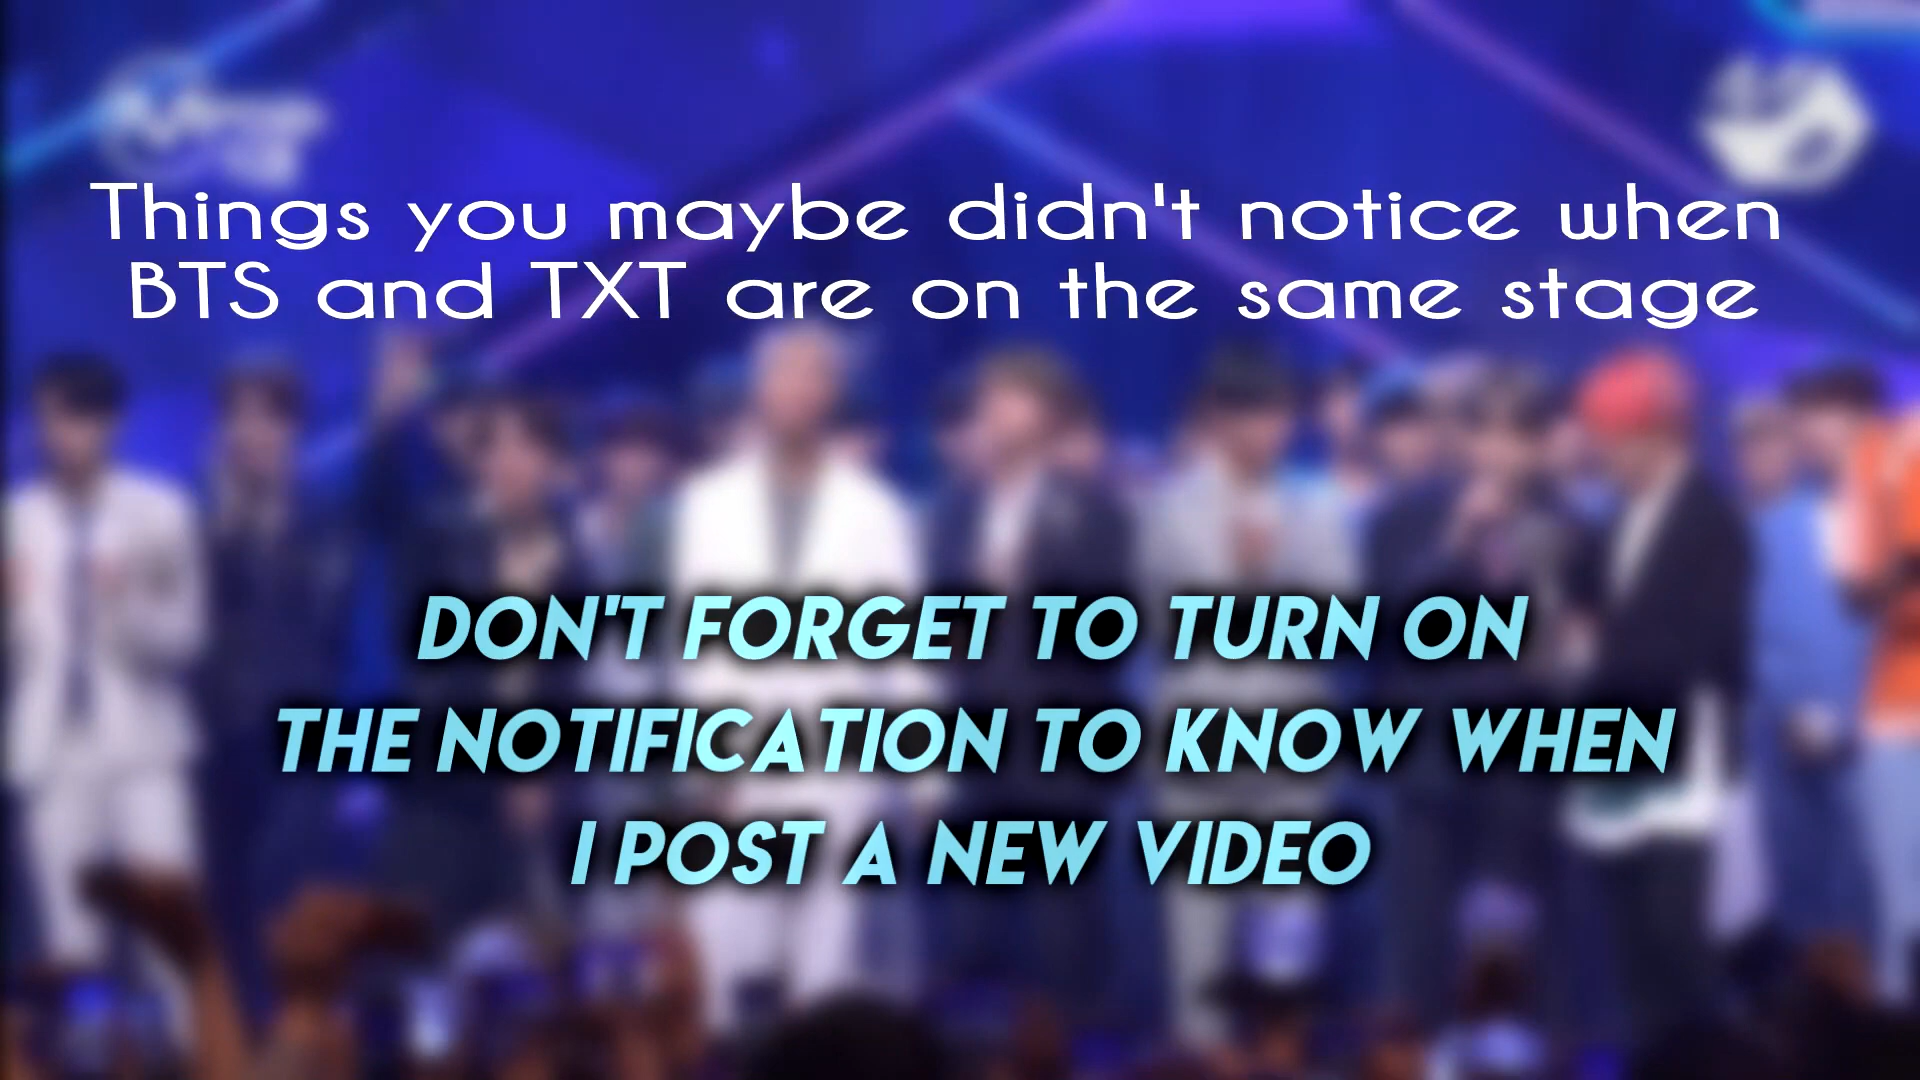 Things you maybe didn't notice when
BTS and TXT are on the same stage
DON'T FORGET TO TURN ON
THE NOTIFICATION TO KNOW WHEN
I POST A NEW VIDEO